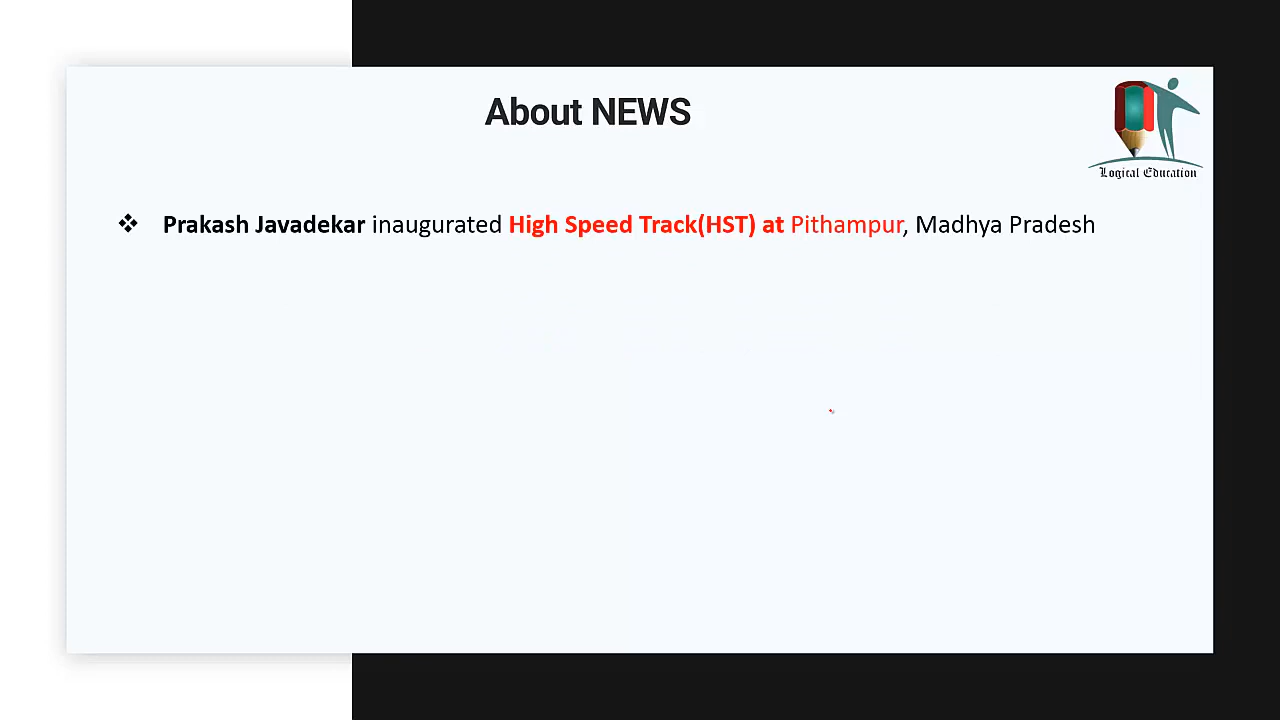 About NEWS
Logical Education
❖ Prakash Javadekar inaugurated High Speed Track(HST) at Pithampur, Madhya Pradesh